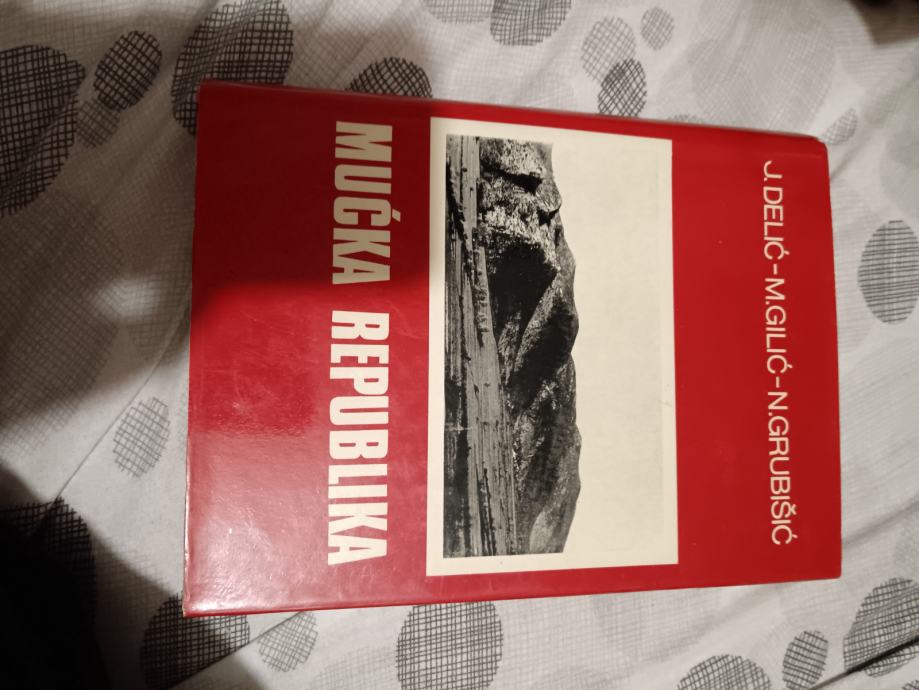 J. DELIĆ-M.GILIĆ-N.GRUBIŠIĆ
MUĆKA REPUBLIKA